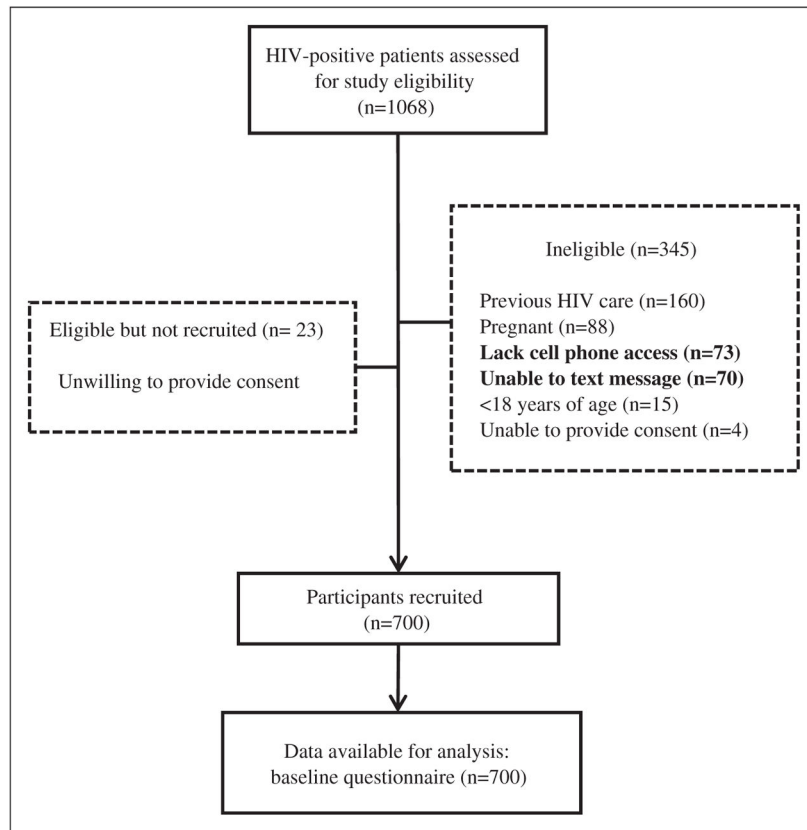 HIV-positive patients assessed
for study eligibility
(n=1068)
Ineligible (n=345)
Previous HIV care (n=160)
Pregnant (n=88)
Lack cell phone access (n=73)
Unable to text message (n=70)
<18 years of age (n=15)
Unable to provide consent (n=4)
Eligible but not recruited (n= 23)
Unwilling to provide consent
Participants recruited
(n=700)
Data available for analysis:
baseline questionnaire (n=700)